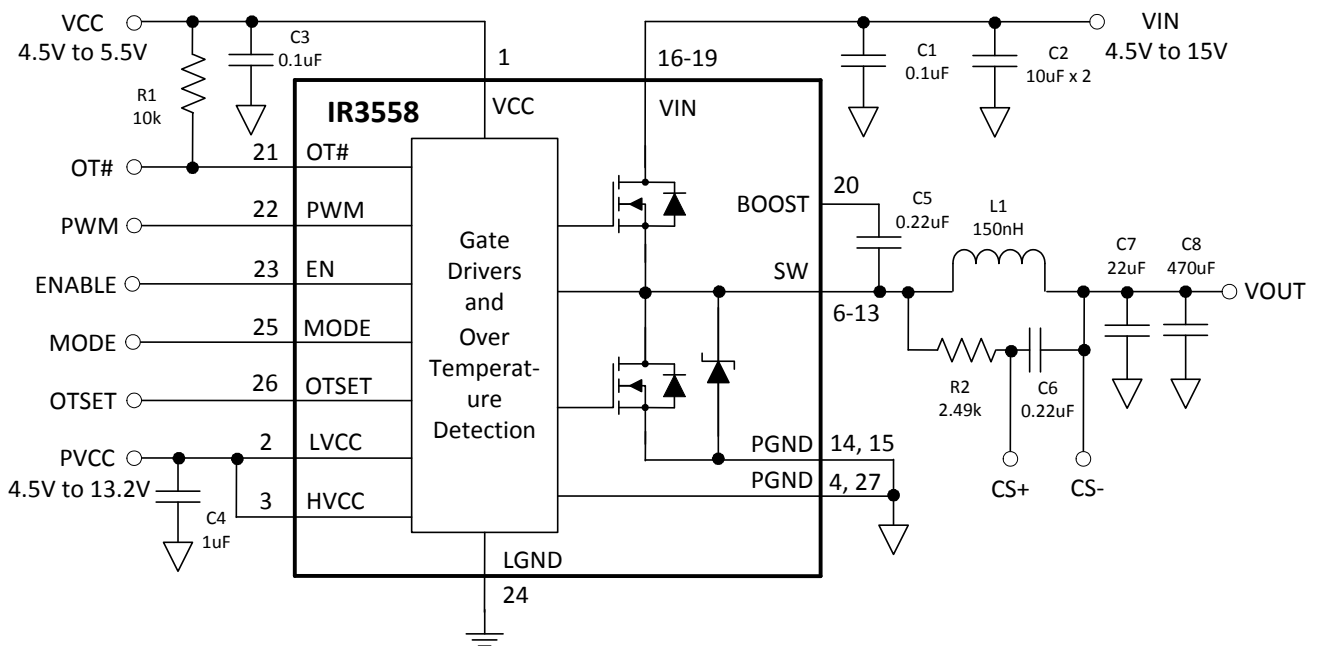 VCC
4.5V to 5.5V
C3
0.1uF
R1
10k
1
16-19
C1
0.1uF
C2
10uF x 2
VIN
4.5V to 15V
IR3558
VCC
VIN
OT#
21
OT#
PWM
22
PWM
ENABLE
23
EN
MODE
25
MODE
OTSET
26
OTSET
PVCC
4.5V to 13.2V
2
LVCC
3
HVCC
C4
1uF
Gate
Drivers
and
Over
Temperat-
ure
Detection
BOOST
20
C5
0.22uF
SW
6-13
L1
150nH
C7
22uF
C8
470uF
VOUT
R2
2.49k
C6
0.22uF
CS+
CS-
PGND
14, 15
PGND
4, 27
LGND
24